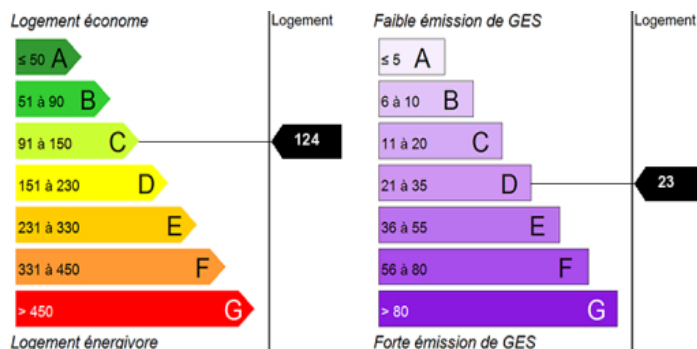 Logement économe
Logement
≤ 50 A
51 à 90 B
91 à 150 C
124
151 à 230 D
231 à 330 E
331 à 450 F
> 450 G
Logement énergivore
Faible émission de GES
Logement
≤ 5 A
6 à 10 B
11 à 20 C
21 à 35 D
23
36 à 55 E
56 à 80 F
> 80 G
Forte émission de GES